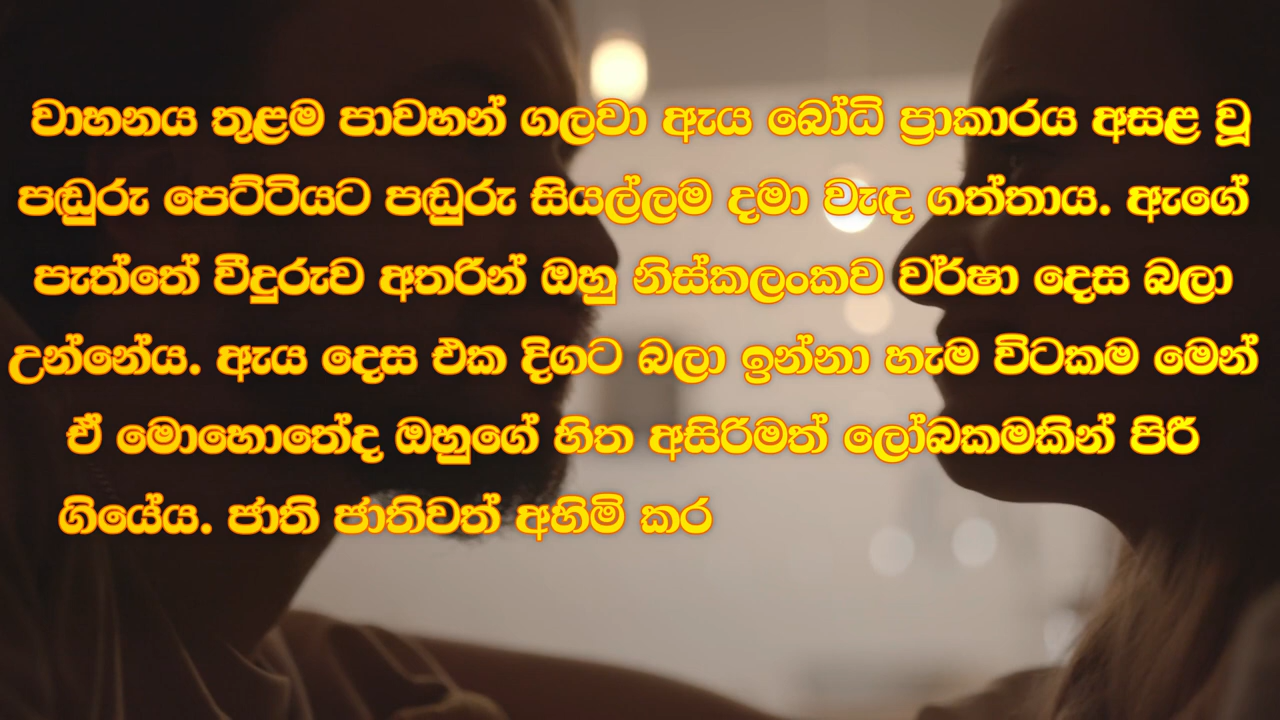 වාහනය තුළම පාවහන් ගලවා ඇය බෝධි ප්‍රාකාරය අසළ වූ
පඬුරු පෙට්ටියට පඬුරු සියල්ලම දමා වැඳ ගත්තාය. ඇගේ
පැත්තේ වීදුරුව අතරින් ඔහු නිස්කලංකව වර්ෂා දෙස බලා
උන්නේය. ඇය දෙස එක දිගට බලා ඉන්නා හැම විටකම මෙන්
ඒ මොහොතේද ඔහුගේ හිත අසිරිමත් ලෝබකමකින් පිරී
ගියේය. ජාති ජාතිවත් අහිමි කර